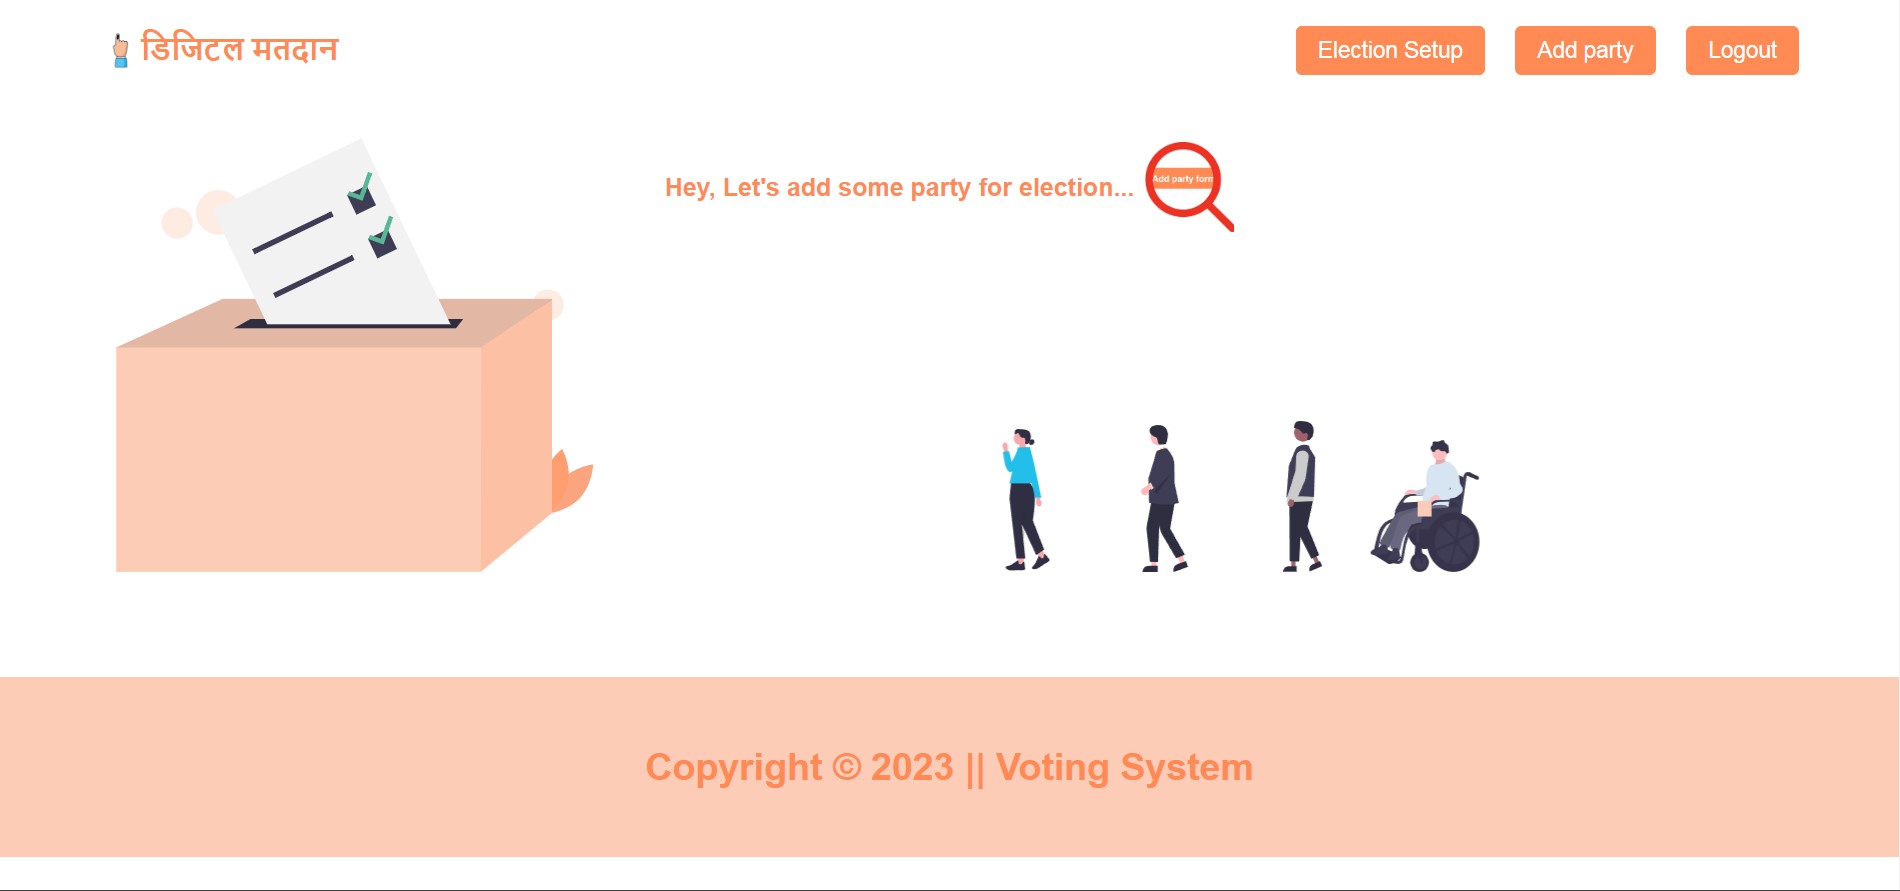 डिजिटल मतदान
Election Setup
Add party
Logout
Hey, Let's add some party for election...
Add party form
Copyright © 2023 || Voting System